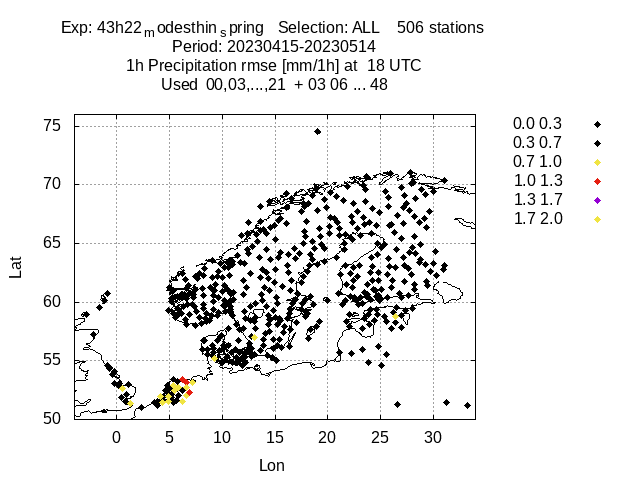 Exp: 43h22modesthinspring   Selection: ALL    506 stations
Period: 20230415-20230514
1h Precipitation rmse [mm/1h] at  18 UTC
Used  00,03,...,21  + 03 06 ... 48
75
70
65
60
55
50
Lat
0 5 10 15 20 25 30
Lon
0.0 0.3
0.3 0.7
0.7 1.0
1.0 1.3
1.3 1.7
1.7 2.0